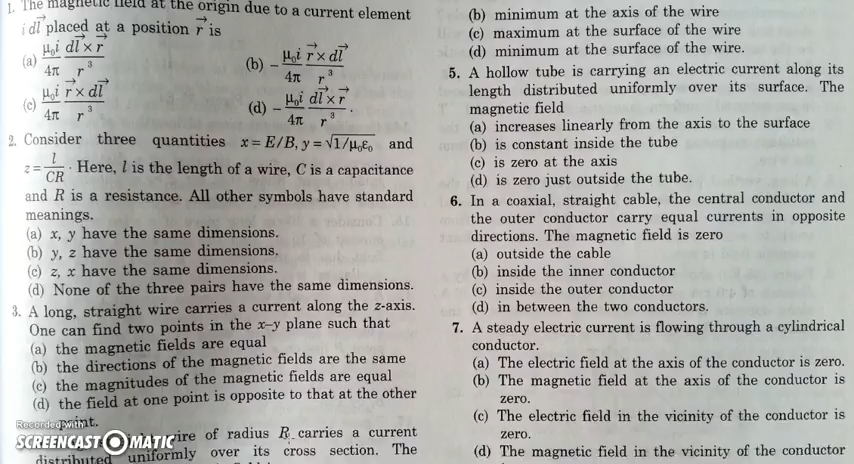 1. The magnetic field at the origin due to a current element
i dl⃗ placed at a position r⃗ is
(a) μ₀i/4π dl⃗ × r⃗/r³ (b) − μ₀i/4π r⃗ × dl⃗/r³
(c) μ₀i/4π r⃗ × dl⃗/r³ (d) − μ₀i/4π dl⃗ × r⃗/r³.
2. Consider three quantities x = E/B, y = √1/μ₀ε₀ and
z = l/CR. Here, l is the length of a wire, C is a capacitance
and R is a resistance. All other symbols have standard
meanings.
(a) x, y have the same dimensions.
(b) y, z have the same dimensions.
(c) z, x have the same dimensions.
(d) None of the three pairs have the same dimensions.
3. A long, straight wire carries a current along the z-axis.
One can find two points in the x–y plane such that
(a) the magnetic fields are equal
(b) the directions of the magnetic fields are the same
(c) the magnitudes of the magnetic fields are equal
(d) the field at one point is opposite to that at the other
point.
wire of radius R carries a current
distributed uniformly over its cross section. The
(b) minimum at the axis of the wire
(c) maximum at the surface of the wire
(d) minimum at the surface of the wire.
5. A hollow tube is carrying an electric current along its
length distributed uniformly over its surface. The
magnetic field
(a) increases linearly from the axis to the surface
(b) is constant inside the tube
(c) is zero at the axis
(d) is zero just outside the tube.
6. In a coaxial, straight cable, the central conductor and
the outer conductor carry equal currents in opposite
directions. The magnetic field is zero
(a) outside the cable
(b) inside the inner conductor
(c) inside the outer conductor
(d) in between the two conductors.
7. A steady electric current is flowing through a cylindrical
conductor.
(a) The electric field at the axis of the conductor is zero.
(b) The magnetic field at the axis of the conductor is
zero.
(c) The electric field in the vicinity of the conductor is
zero.
(d) The magnetic field in the vicinity of the conductor
Recorded with
SCREENCAST O MATIC